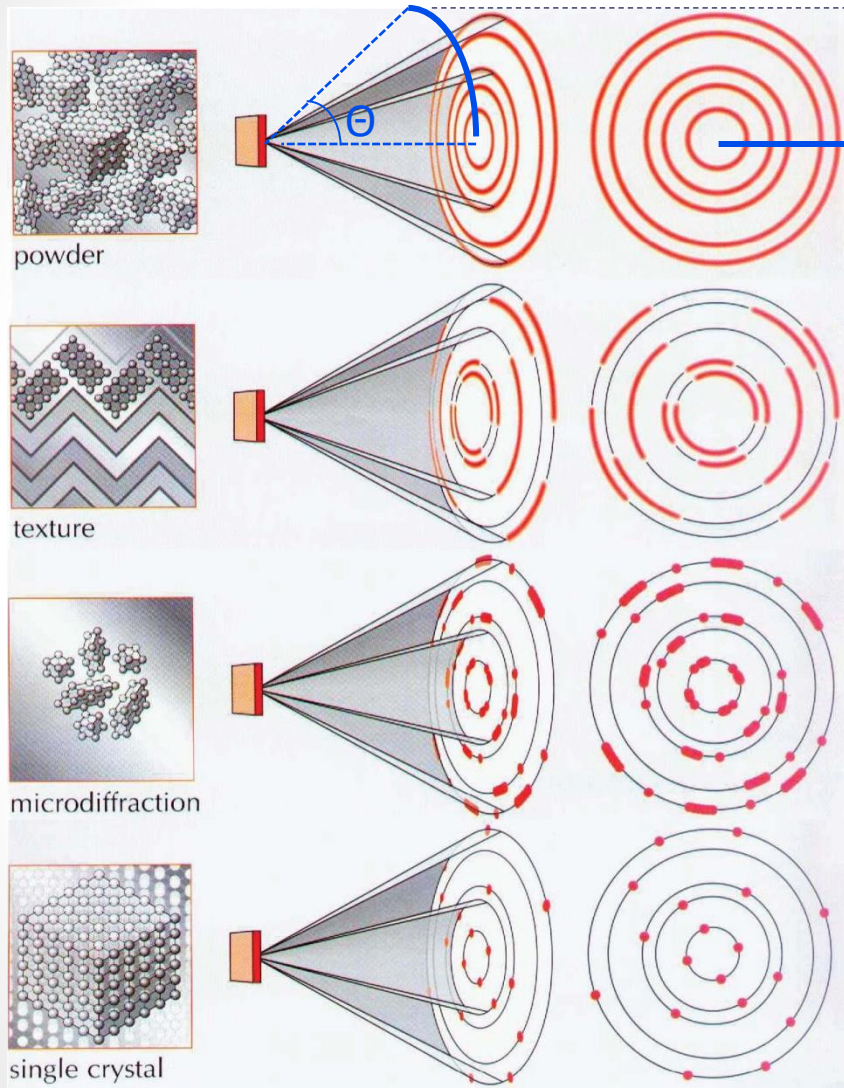 Θ
powder
texture
microdiffraction
single crystal